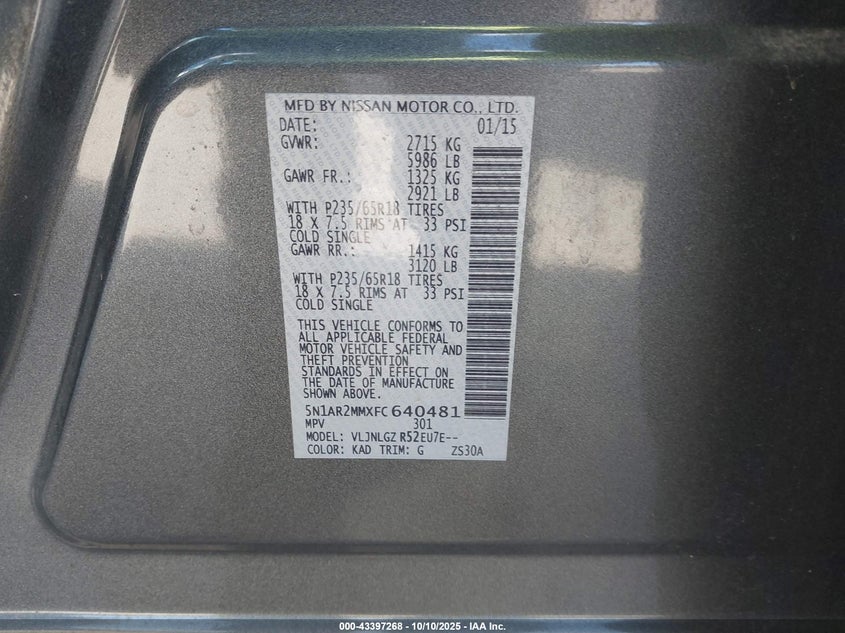 MFD BY NISSAN MOTOR CO., LTD.
DATE: 01/15
GVWR: 2715 KG
5986 LB
GAWR FR.: 1325 KG
2921 LB
WITH P235/65R18 TIRES
18 X 7.5 RIMS AT 33 PSI
COLD SINGLE
GAWR RR.: 1415 KG
3120 LB
WITH P235/65R18 TIRES
18 X 7.5 RIMS AT 33 PSI
COLD SINGLE
THIS VEHICLE CONFORMS TO
ALL APPLICABLE FEDERAL
MOTOR VEHICLE SAFETY AND
THEFT PREVENTION
STANDARDS IN EFFECT ON
THE DATE OF MANUFACTURE
SHOWN ABOVE.
5N1AR2MMXFC640481
MPV 301
MODEL: VLJNLGZ R52EU7E--
COLOR: KAD TRIM: G ZS30A
000-43397268 - 10/10/2025 - IAA Inc.